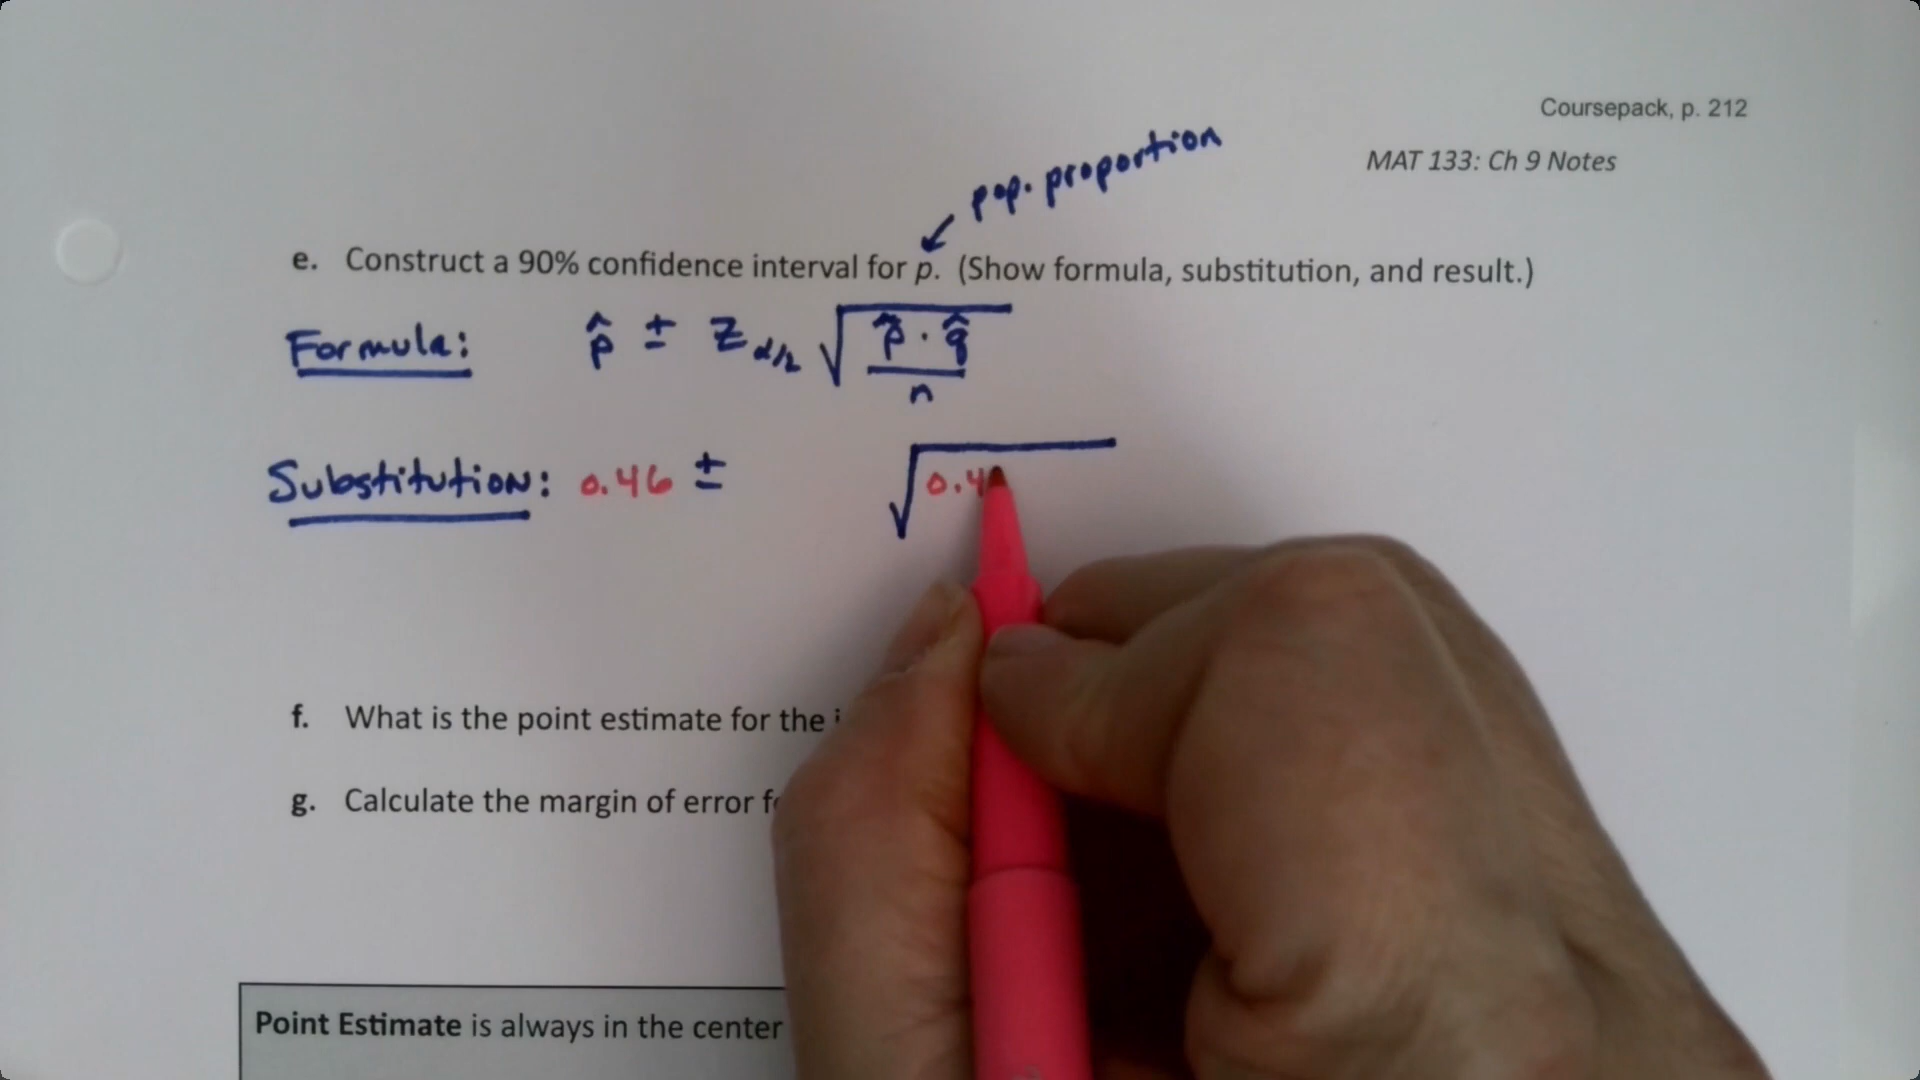 Coursepack, p. 212
MAT 133: Ch 9 Notes
pop. proportion
e. Construct a 90% confidence interval for p. (Show formula, substitution, and result.)
Formula: p̂ ± Z α/2 √ p̂ · q̂ / n
Substitution: 0.46 ± √ 0.4
f. What is the point estimate for the
g. Calculate the margin of error
Point Estimate is always in the center